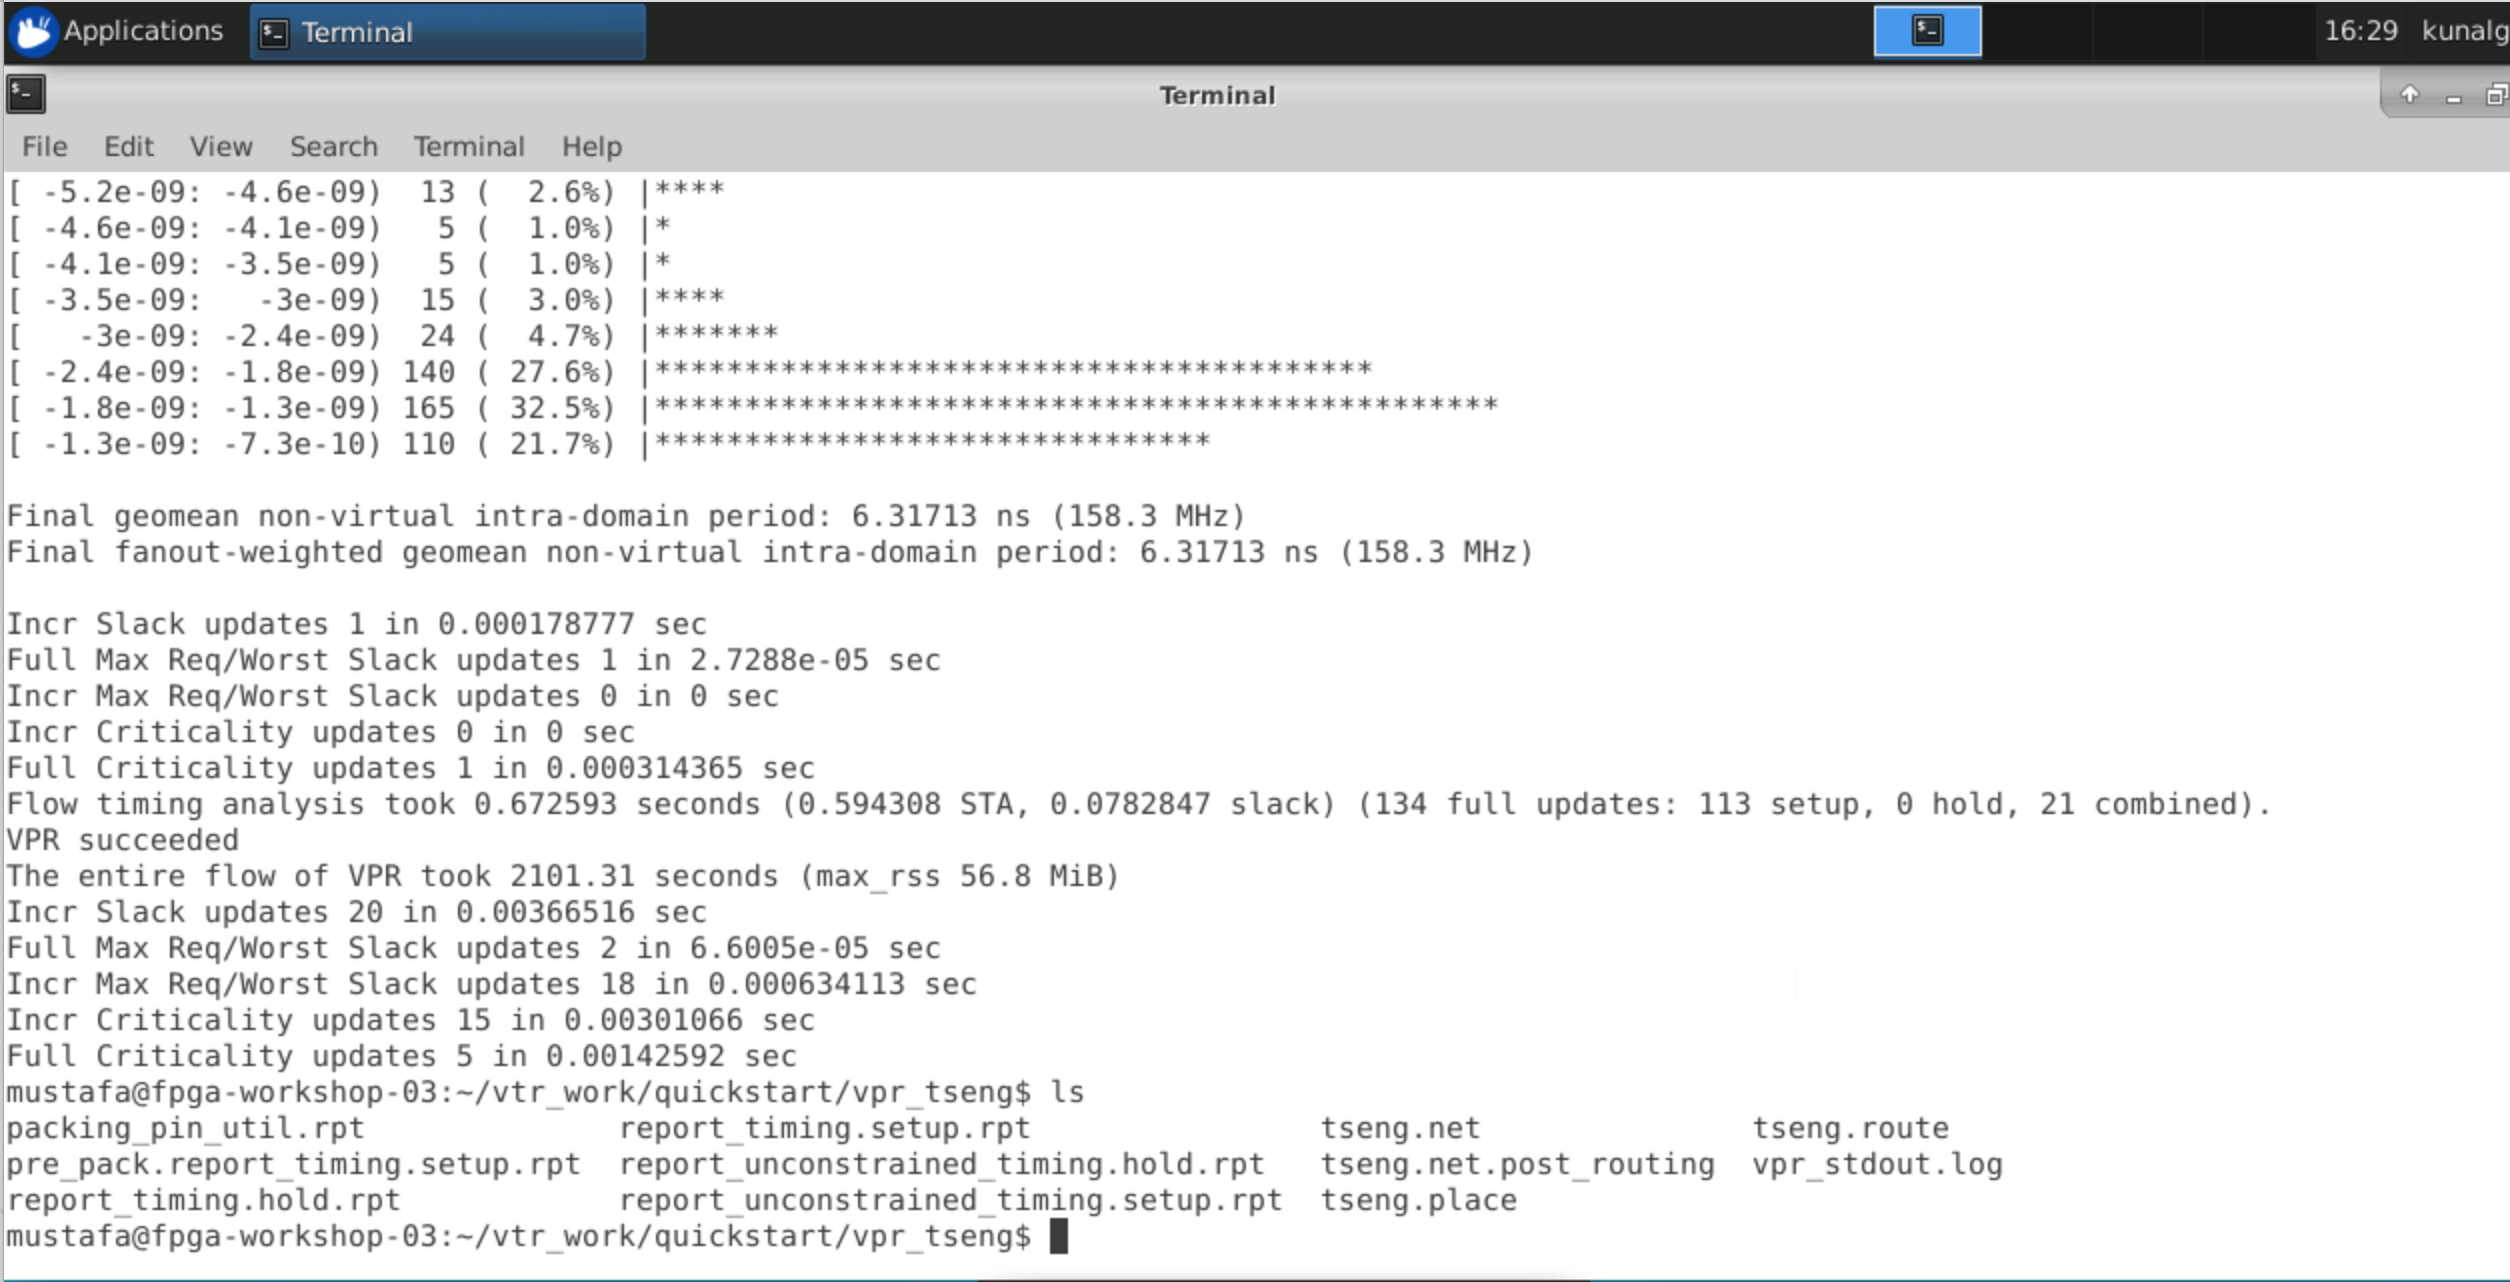 Applications Terminal 16:29 kunalg
Terminal
File Edit View Search Terminal Help
[ -5.2e-09: -4.6e-09)  13 (  2.6%) |****
[ -4.6e-09: -4.1e-09)   5 (  1.0%) |*
[ -4.1e-09: -3.5e-09)   5 (  1.0%) |*
[ -3.5e-09:   -3e-09)  15 (  3.0%) |****
[   -3e-09: -2.4e-09)  24 (  4.7%) |*******
[ -2.4e-09: -1.8e-09) 140 ( 27.6%) |****************************************
[ -1.8e-09: -1.3e-09) 165 ( 32.5%) |***********************************************
[ -1.3e-09: -7.3e-10) 110 ( 21.7%) |*******************************
Final geomean non-virtual intra-domain period: 6.31713 ns (158.3 MHz)
Final fanout-weighted geomean non-virtual intra-domain period: 6.31713 ns (158.3 MHz)
Incr Slack updates 1 in 0.000178777 sec
Full Max Req/Worst Slack updates 1 in 2.7288e-05 sec
Incr Max Req/Worst Slack updates 0 in 0 sec
Incr Criticality updates 0 in 0 sec
Full Criticality updates 1 in 0.000314365 sec
Flow timing analysis took 0.672593 seconds (0.594308 STA, 0.0782847 slack) (134 full updates: 113 setup, 0 hold, 21 combined).
VPR succeeded
The entire flow of VPR took 2101.31 seconds (max_rss 56.8 MiB)
Incr Slack updates 20 in 0.00366516 sec
Full Max Req/Worst Slack updates 2 in 6.6005e-05 sec
Incr Max Req/Worst Slack updates 18 in 0.000634113 sec
Incr Criticality updates 15 in 0.00301066 sec
Full Criticality updates 5 in 0.00142592 sec
mustafa@fpga-workshop-03:~/vtr_work/quickstart/vpr_tseng$ ls
packing_pin_util.rpt              report_timing.setup.rpt                tseng.net               tseng.route
pre_pack.report_timing.setup.rpt  report_unconstrained_timing.hold.rpt   tseng.net.post_routing  vpr_stdout.log
report_timing.hold.rpt            report_unconstrained_timing.setup.rpt  tseng.place
mustafa@fpga-workshop-03:~/vtr_work/quickstart/vpr_tseng$